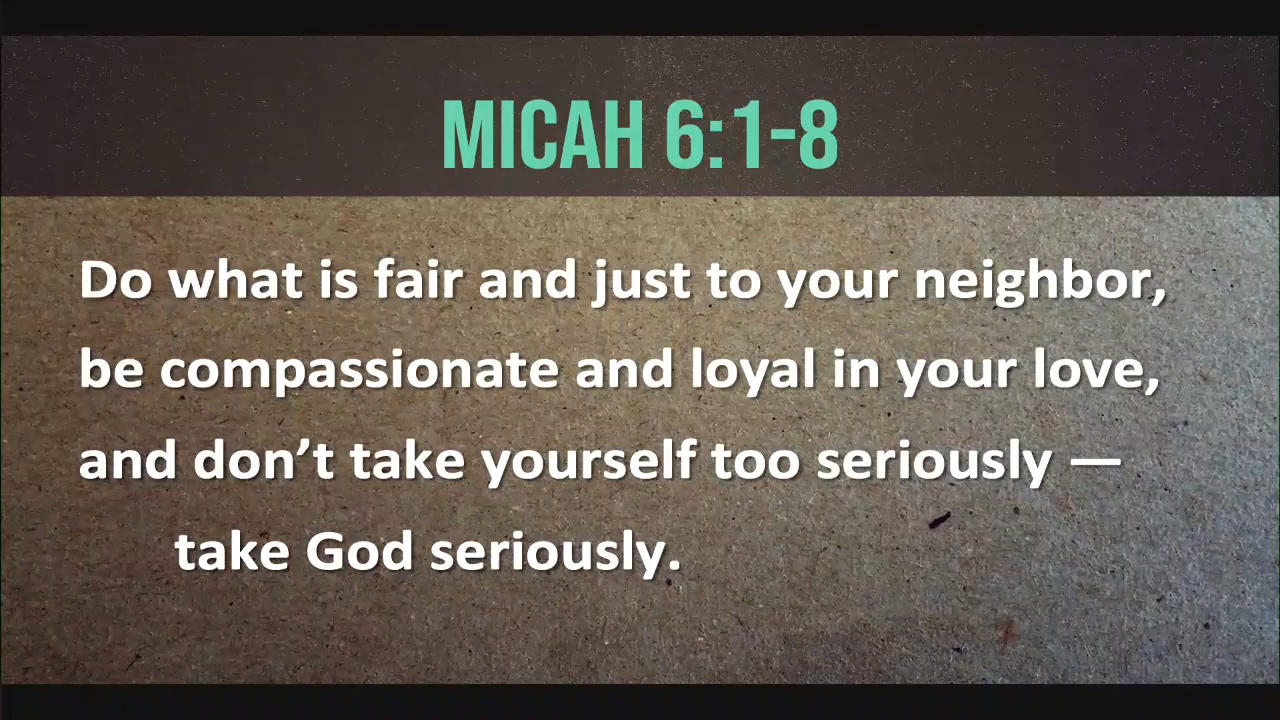 MICAH 6:1-8
Do what is fair and just to your neighbor,
be compassionate and loyal in your love,
and don’t take yourself too seriously —
take God seriously.